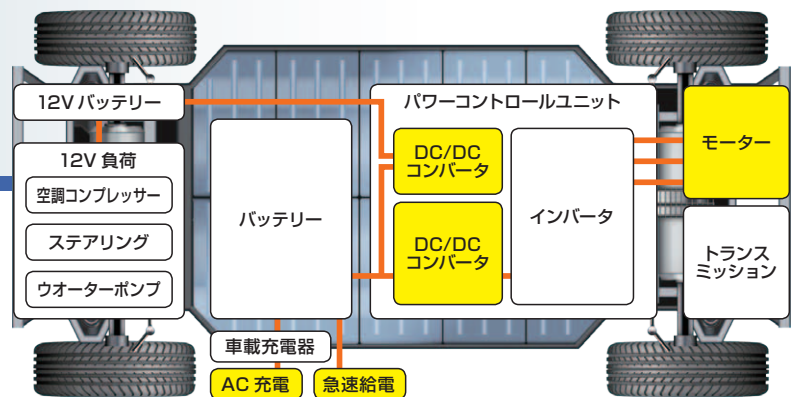 12Vバッテリー
12V 負荷
空調コンプレッサー
ステアリング
ウオーターポンプ
バッテリー
車載充電器
AC 充電
急速給電
パワーコントロールユニット
DC/DC
コンバータ
DC/DC
コンバータ
インバータ
モーター
トランス
ミッション